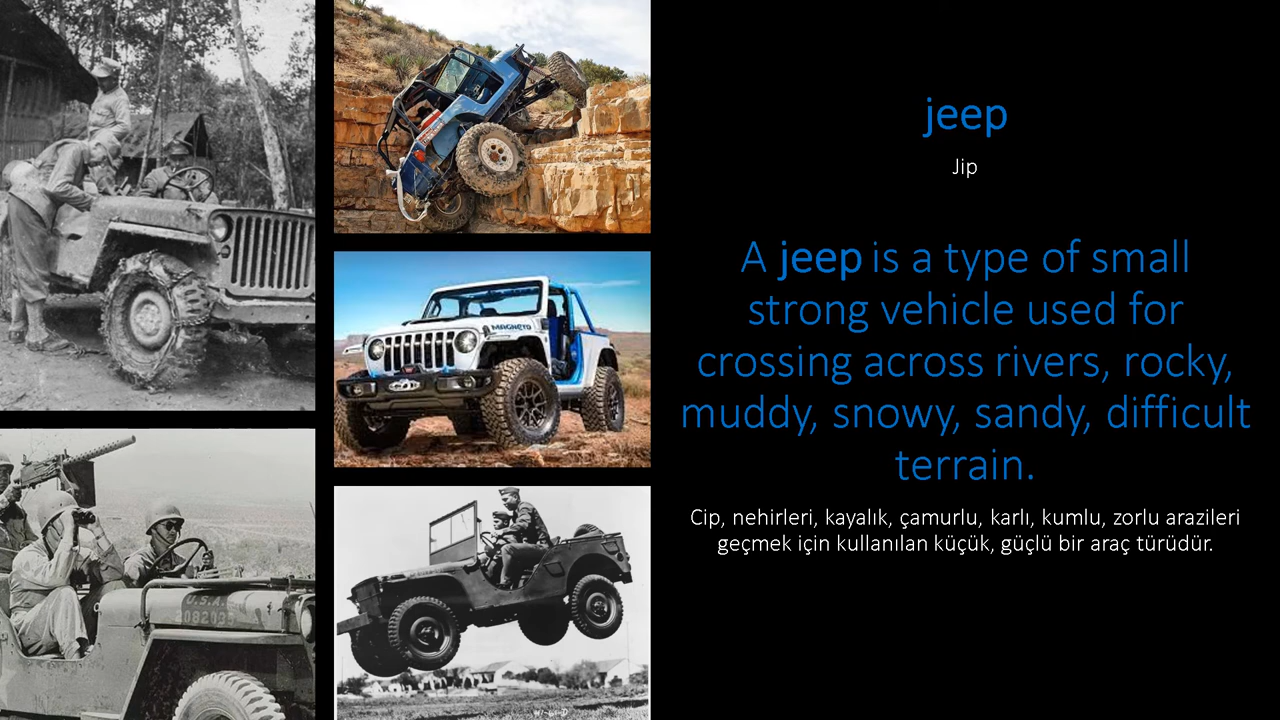 jeep
Jip
A jeep is a type of small
strong vehicle used for
crossing across rivers, rocky,
muddy, snowy, sandy, difficult
terrain.
Cip, nehirleri, kayalık, çamurlu, karlı, kumlu, zorlu arazileri
geçmek için kullanılan küçük, güçlü bir araç türüdür.
MAGNETO
U.S.A.